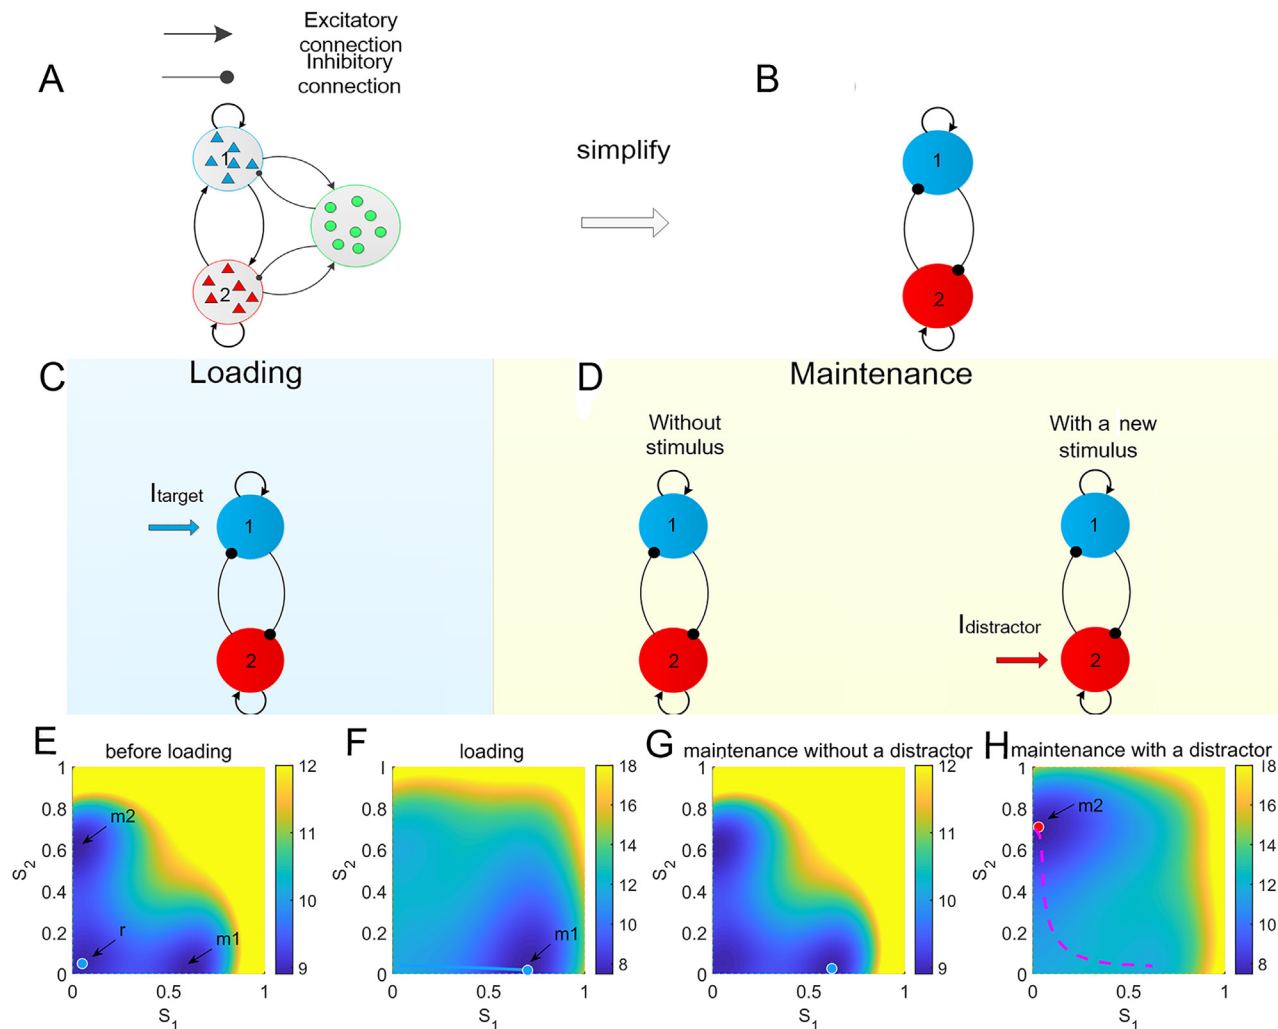 Excitatory
connection
Inhibitory
connection
A
B
1
2
simplify
1
2
C
Loading
D
Maintenance
Without
stimulus
With a new
stimulus
Itarget
1
2
1
2
Idistractor
1
2
E
before loading
F
loading
G
maintenance without a distractor
H
maintenance with a distractor
1
0.8
0.6
0.4
0.2
0
S2
0
0.5
1
S1
m2
r
m1
12
11
10
9
1
0.8
0.6
0.4
0.2
0
0
0.5
1
S1
m1
18
16
14
12
10
8
1
0.8
0.6
0.4
0.2
0
S2
0
0.5
1
S1
12
11
10
9
1
0.8
0.6
0.4
0.2
0
S2
0
0.5
1
S1
m2
18
16
14
12
10
8